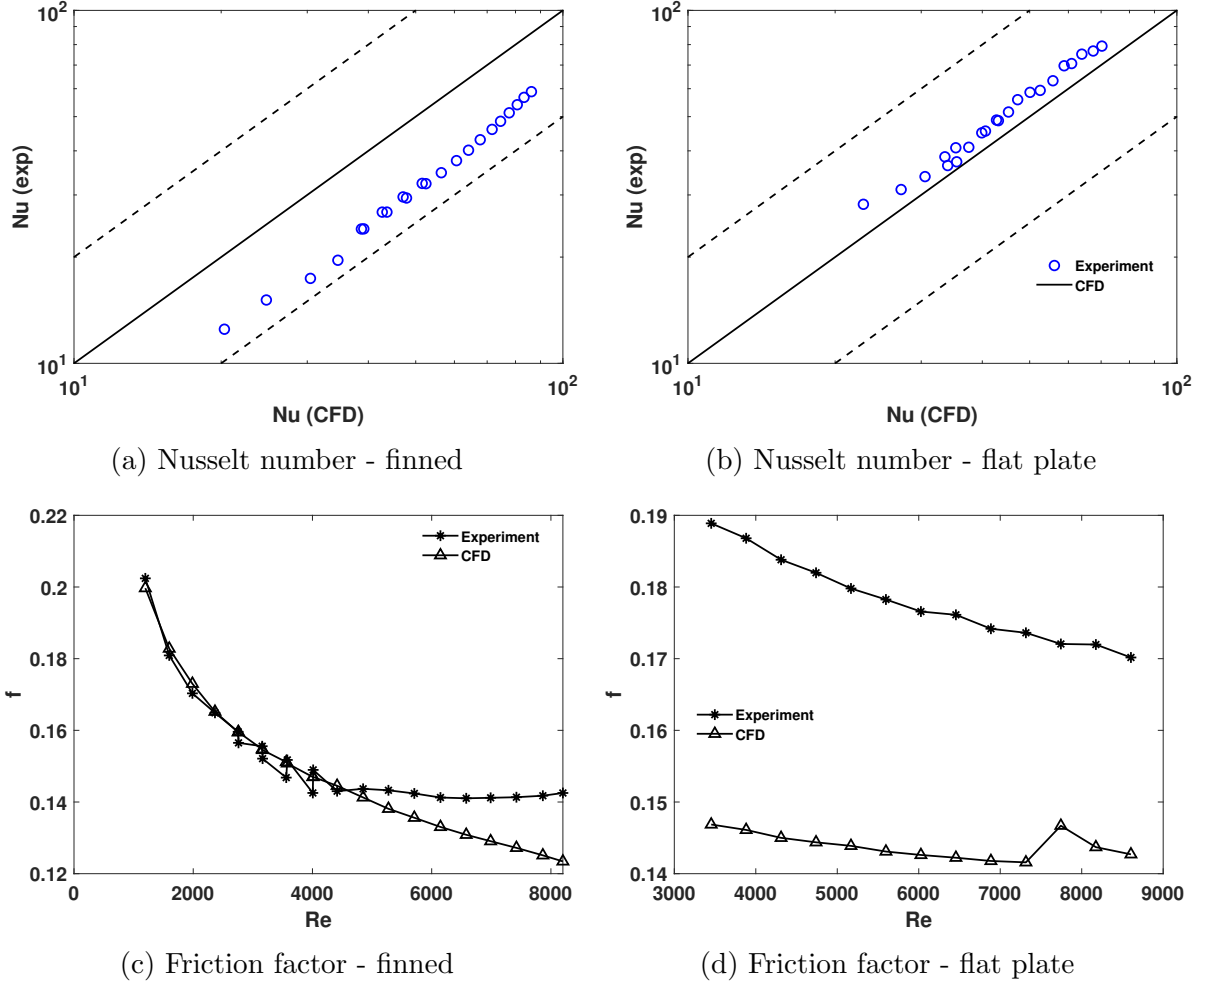 10^2
Nu (exp)
10^1
10^1
10^2
Nu (CFD)
(a) Nusselt number - finned
10^2
Nu (exp)
Experiment
CFD
10^1
10^1
10^2
Nu (CFD)
(b) Nusselt number - flat plate
0.22
Experiment
CFD
0.2
0.18
f
0.16
0.14
0.12
0
2000
4000
6000
8000
Re
(c) Friction factor - finned
0.19
0.18
0.17
f
0.16
Experiment
CFD
0.15
0.14
3000
4000
5000
6000
7000
8000
9000
Re
(d) Friction factor - flat plate